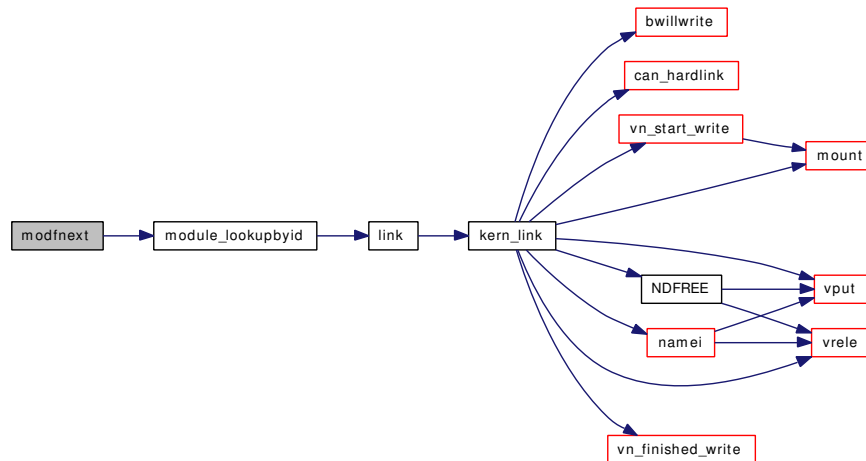 bwillwrite
can_hardlink
vn_start_write
mount
modfnext
module_lookupbyid
link
kern_link
NDFREE
vput
namei
vrele
vn_finished_write